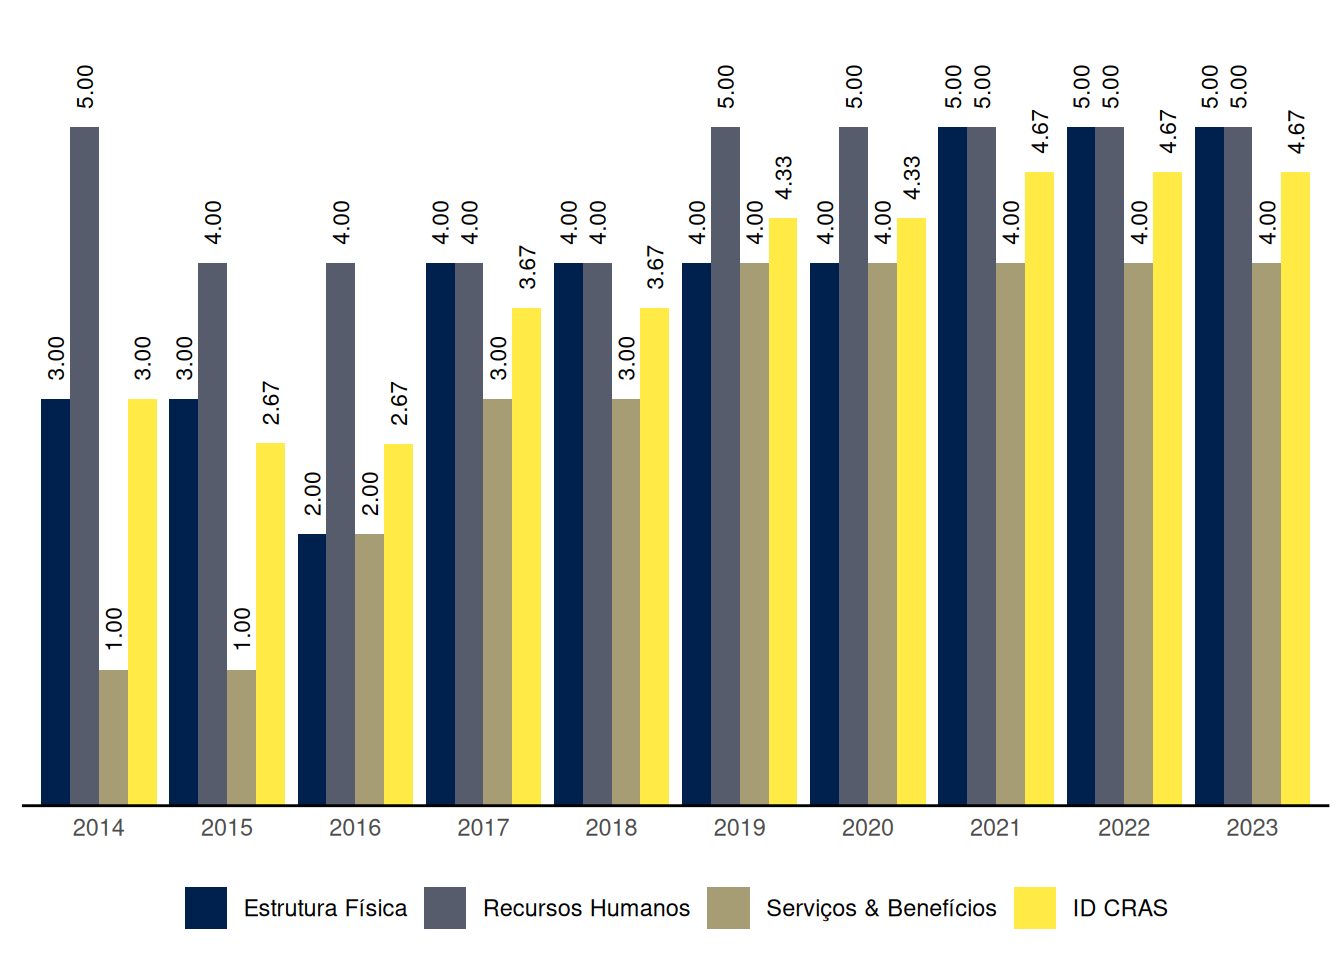 5.00 5.00 5.00 5.00 5.00 5.00 5.00 5.00 5.00
4.67 4.67 4.67
4.33 4.33
4.00 4.00 4.00 4.00 4.00 4.00 4.00 4.00 4.00 4.00 4.00 4.00 4.00
3.67 3.67
3.00 3.00 3.00 3.00 3.00
2.67 2.67
2.00 2.00
1.00 1.00
2014 2015 2016 2017 2018 2019 2020 2021 2022 2023
Estrutura Física Recursos Humanos Serviços & Benefícios ID CRAS